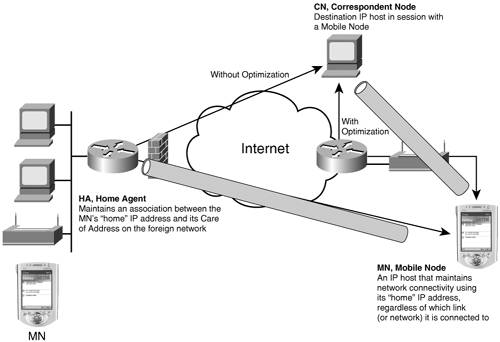 CN, Correspondent Node
Destination IP host in session with
a Mobile Node
Without Optimization
With
Optimization
Internet
HA, Home Agent
Maintains an association between the
MN's "home" IP address and its Care
of Address on the foreign network
MN, Mobile Node
An IP host that maintains
network connectivity using
its "home" IP address,
regardless of which link
(or network) it is connected to
MN